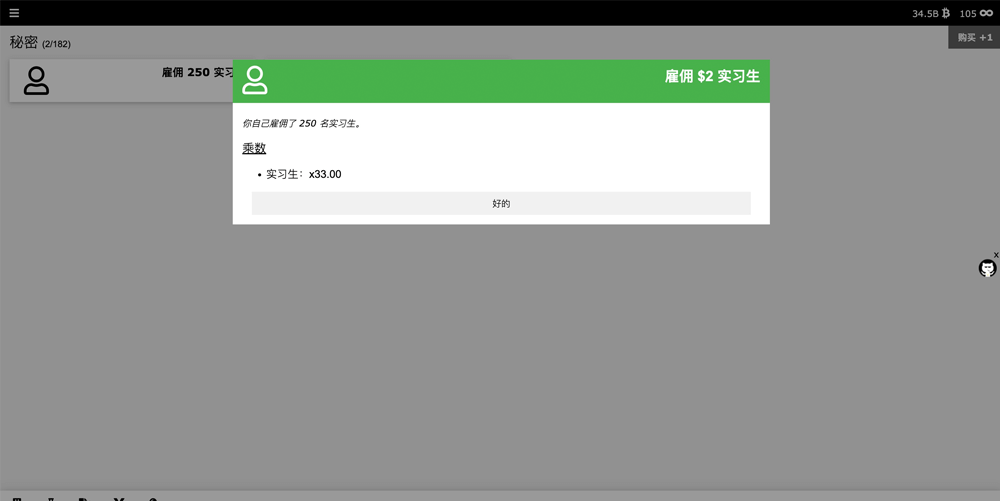 34.5B 105
秘密 (2/182)
购买 +1
雇佣 250 实习
雇佣 $2 实习生
你自己雇佣了 250 名实习生。
乘数
实习生：x33.00
好的
x